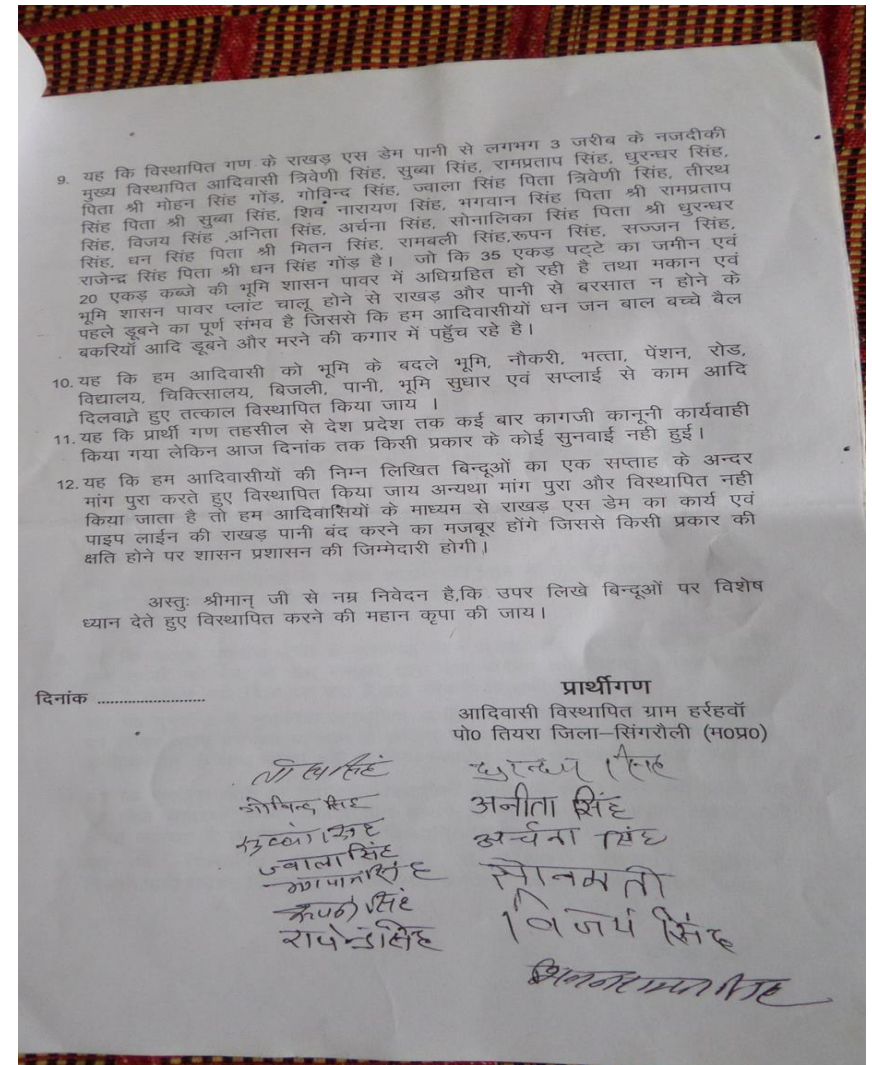 9. यह कि विस्थापित गण के राखड़ एस डेम पानी से लगभग 3 जरीब के नजदीकी
मुख्य विस्थापित आदिवासी त्रिवेणी सिंह, सुब्बा सिंह, रामप्रताप सिंह, धुरन्धर सिंह,
पिता श्री मोहन सिंह गोंड़, गोविन्द सिंह, ज्वाला सिंह पिता त्रिवेणी सिंह, तीरथ
सिंह पिता श्री सुब्बा सिंह, शिव नारायण सिंह, भगवान सिंह पिता श्री रामप्रताप
सिंह, विजय सिंह ,अनिता सिंह, अर्चना सिंह, सोनालिका सिंह पिता श्री धुरन्धर
सिंह, धन सिंह पिता श्री मितन सिंह, रामबली सिंह,रूपन सिंह, सज्जन सिंह,
राजेन्द्र सिंह पिता श्री धन सिंह गोंड़ है। जो कि 35 एकड़ पट्टे का जमीन एवं
20 एकड़ कब्जे की भूमि शासन पावर में अधिग्रहित हो रही है तथा मकान एवं
भूमि शासन पावर प्लांट चालू होने से राखड़ और पानी से बरसात न होने के
पहले डूबने का पूर्ण संभव है जिससे कि हम आदिवासीयों धन जन बाल बच्चे बैल
बकरियाँ आदि डूबने और मरने की कगार में पहुँच रहे है।
10. यह कि हम आदिवासी को भूमि के बदले भूमि, नौकरी, भत्ता, पेंशन, रोड,
विद्यालय, चिकित्सालय, बिजली, पानी, भूमि सुधार एवं सप्लाई से काम आदि
दिलवाते हुए तत्काल विस्थापित किया जाय ।
11. यह कि प्रार्थी गण तहसील से देश प्रदेश तक कई बार कागजी कानूनी कार्यवाही
किया गया लेकिन आज दिनांक तक किसी प्रकार के कोई सुनवाई नही हुई।
12. यह कि हम आदिवासीयों की निम्न लिखित बिन्दूओं का एक सप्ताह के अन्दर
मांग पुरा करते हुए विस्थापित किया जाय अन्यथा मांग पुरा और विस्थापित नही
किया जाता है तो हम आदिवासियों के माध्यम से राखड़ एस डेम का कार्य एवं
पाइप लाईन की राखड़ पानी बंद करने का मजबूर होंगे जिससे किसी प्रकार की
क्षति होने पर शासन प्रशासन की जिम्मेदारी होगी।
अस्तुः श्रीमान् जी से नम्र निवेदन है,कि उपर लिखे बिन्दूओं पर विशेष
ध्यान देते हुए विस्थापित करने की महान कृपा की जाय।
दिनांक .........................
प्रार्थीगण
आदिवासी विस्थापित ग्राम हर्रहवॉ
पो0 तियरा जिला–सिंगरौली (म0प्र0)
सिंह
गोविन्द सिंह
सिंह
ज्वाला सिंह
सिंह
सिंह
सिंह
धुरन्धर सिंह
अनीता सिंह
अर्चना सिंह
सोनमती
विजय सिंह